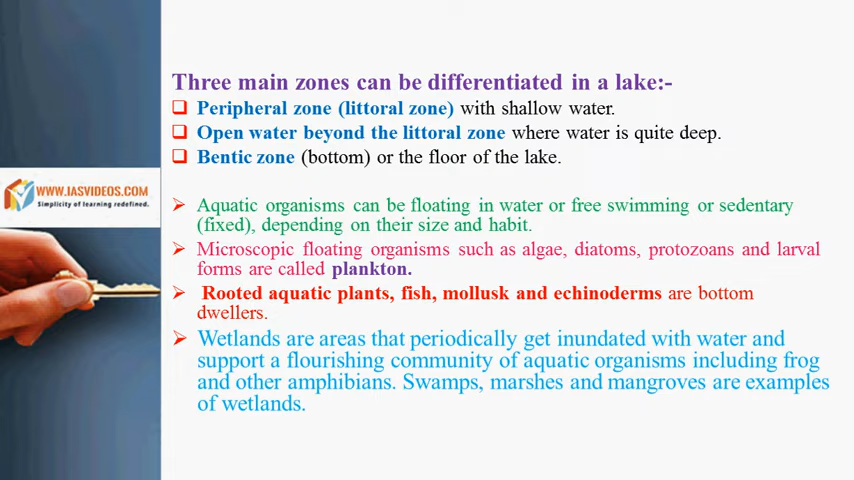 Three main zones can be differentiated in a lake:-
Peripheral zone (littoral zone) with shallow water.
Open water beyond the littoral zone where water is quite deep.
Bentic zone (bottom) or the floor of the lake.
WWW.IASVIDEOS.COM
Simplicity of learning redefined.
Aquatic organisms can be floating in water or free swimming or sedentary
(fixed), depending on their size and habit.
Microscopic floating organisms such as algae, diatoms, protozoans and larval
forms are called plankton.
Rooted aquatic plants, fish, mollusk and echinoderms are bottom
dwellers.
Wetlands are areas that periodically get inundated with water and
support a flourishing community of aquatic organisms including frog
and other amphibians. Swamps, marshes and mangroves are examples
of wetlands.